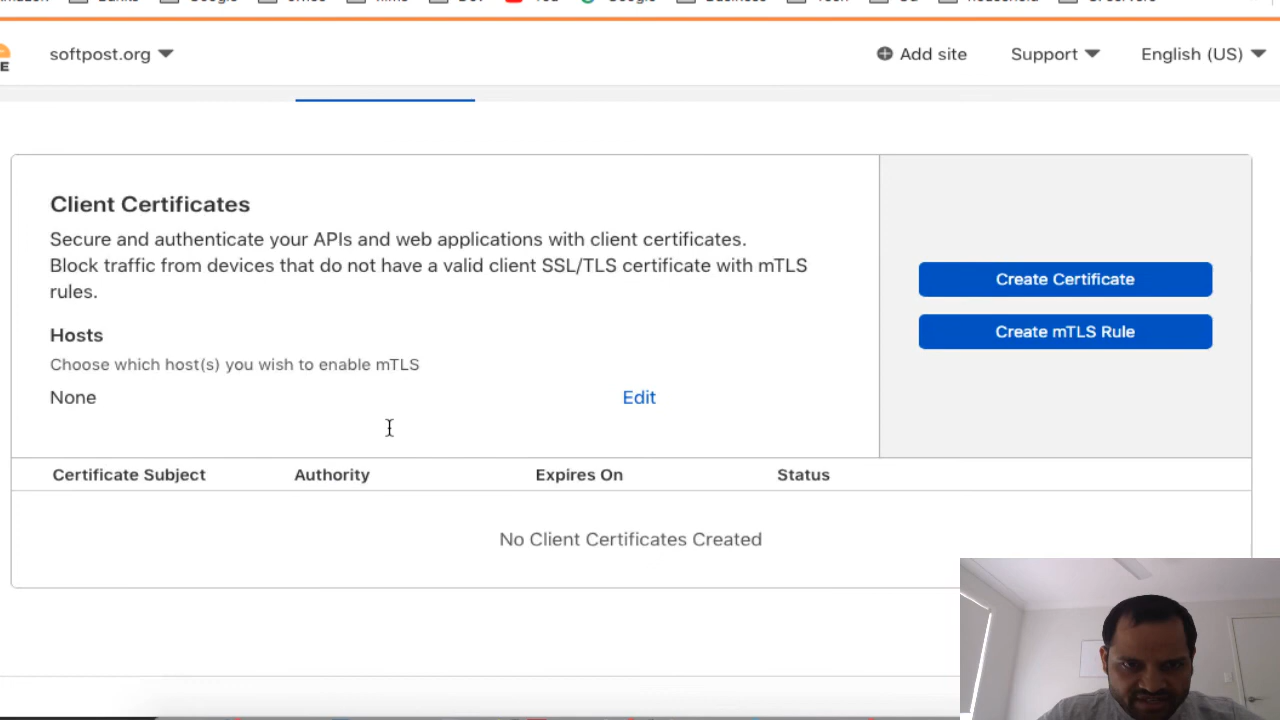 Google
softpost.org
Add site
Support
English (US)
E
Client Certificates
Secure and authenticate your APIs and web applications with client certificates.
Block traffic from devices that do not have a valid client SSL/TLS certificate with mTLS
rules.
Create Certificate
Create mTLS Rule
Hosts
Choose which host(s) you wish to enable mTLS
None
Edit
Certificate Subject
Authority
Expires On
Status
No Client Certificates Created